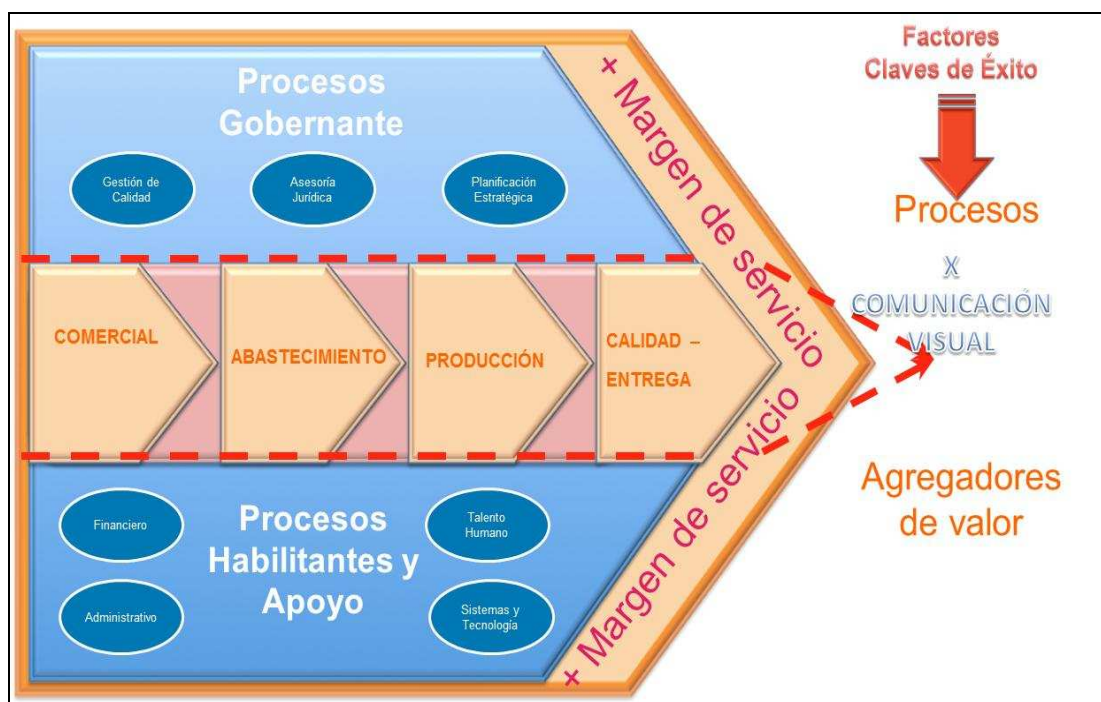 Procesos
Gobernante
Gestión de
Calidad
Asesoría
Jurídica
Planificación
Estratégica
+ Margen de servicio
Factores
Claves de Éxito
Procesos
X
COMUNICACIÓN
VISUAL
COMERCIAL
ABASTECIMIENTO
PRODUCCIÓN
CALIDAD –
ENTREGA
Financiero
Administrativo
Procesos
Habilitantes y
Apoyo
Talento
Humano
Sistemas y
Tecnología
+ Margen de servicio
Agregadores
de valor